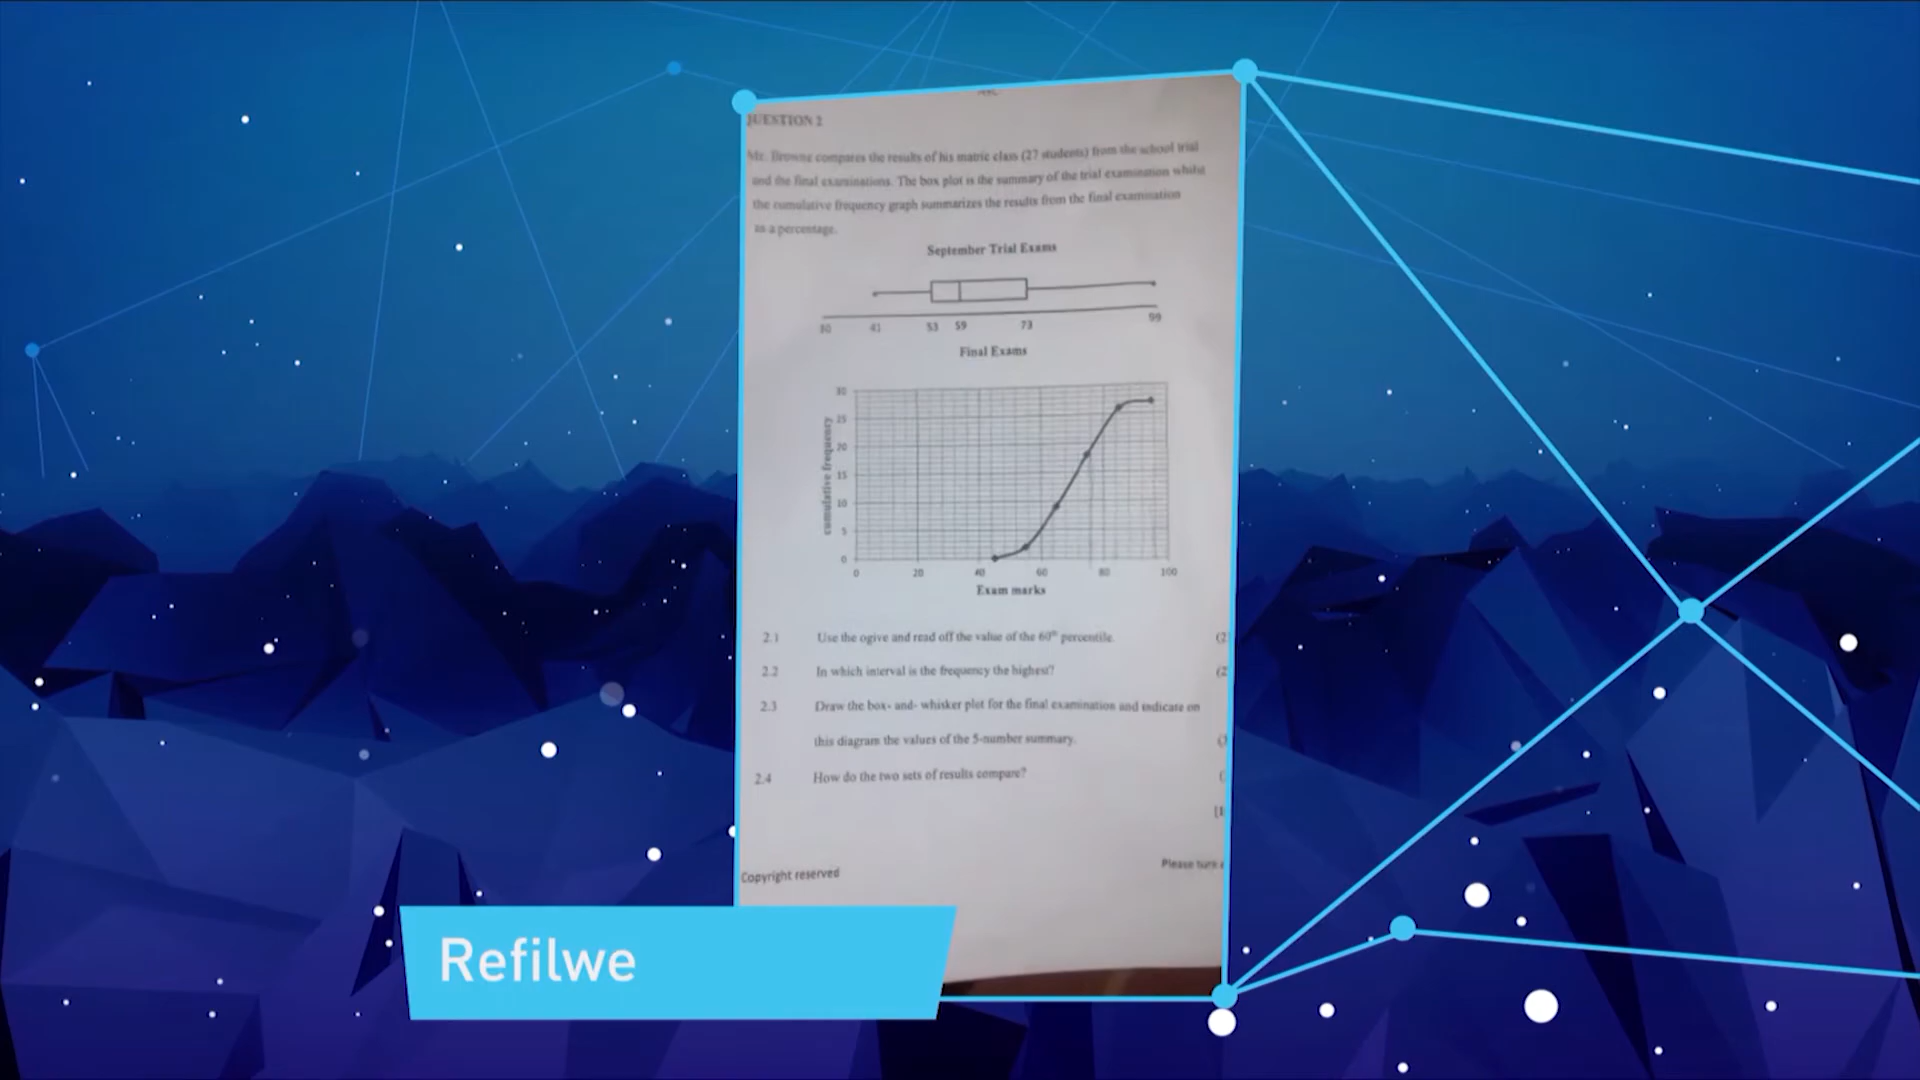 QUESTION 2
Mr. Browne compares the results of his matric class (27 students) from the school trial
and the final examinations. The box plot is the summary of the trial examination whilst
the cumulative frequency graph summarizes the results from the final examination
as a percentage.
September Trial Exams
41 53 59 73 99
Final Exams
30
25
20
15
10
5
0
cumulative frequency
0 20 40 60 80 100
Exam marks
2.1 Use the ogive and read off the value of the 60th percentile. (2
2.2 In which interval is the frequency the highest? (2
2.3 Draw the box- and- whisker plot for the final examination and indicate on
this diagram the values of the 5-number summary.
2.4 How do the two sets of results compare? (
[1
Copyright reserved
Please turn
Refilwe